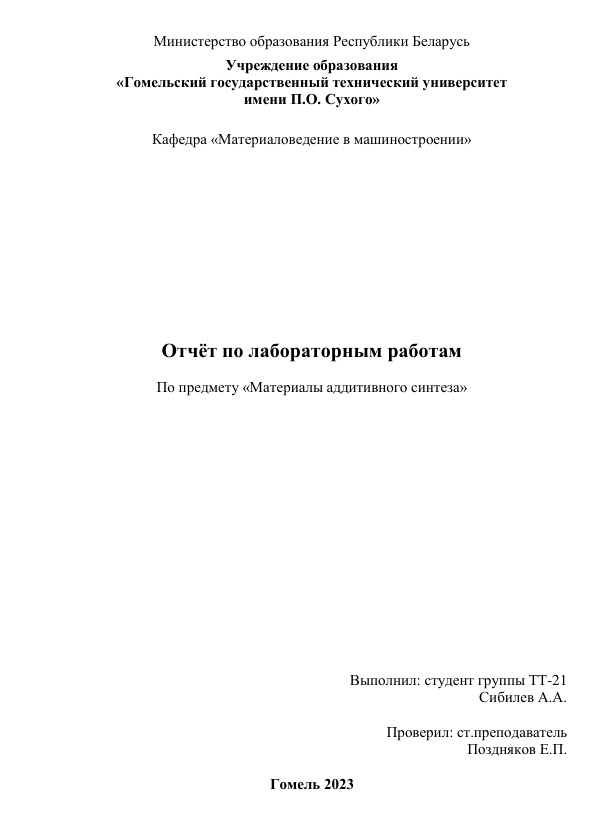 Министерство образования Республики Беларусь
Учреждение образования
«Гомельский государственный технический университет
имени П.О. Сухого»
Кафедра «Материаловедение в машиностроении»
Отчёт по лабораторным работам
По предмету «Материалы аддитивного синтеза»
Выполнил: студент группы ТТ-21
Сибилев А.А.
Проверил: ст.преподаватель
Поздняков Е.П.
Гомель 2023